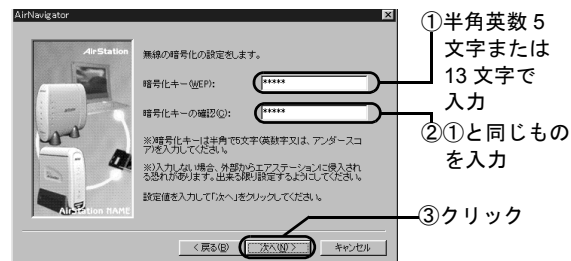 AirNavigator
AirStation
無線の暗号化の設定をします。
暗号化キー(WEP):
*****
暗号化キーの確認(C):
*****
※)暗号化キーは半角で5文字(英数字又は、アンダースコ
ア)を入力してください。
※)入力しない場合、外部からエアステーションに侵入され
る恐れがあります。出来る限り設定するようにしてください。
設定値を入力して「次へ」をクリックしてください。
AirStation NAME
< 戻る(B)
次へ(N) >
キャンセル
①半角英数 5
文字または
13 文字で
入力
②①と同じもの
を入力
③クリック